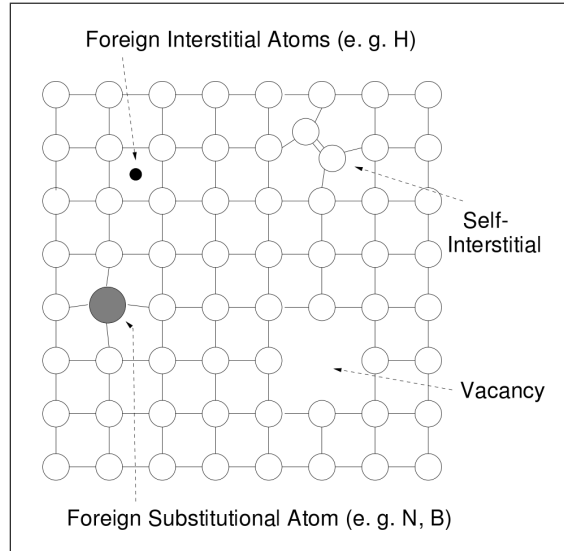 Foreign Interstitial Atoms (e. g. H)
Self-
Interstitial
Vacancy
Foreign Substitutional Atom (e. g. N, B)